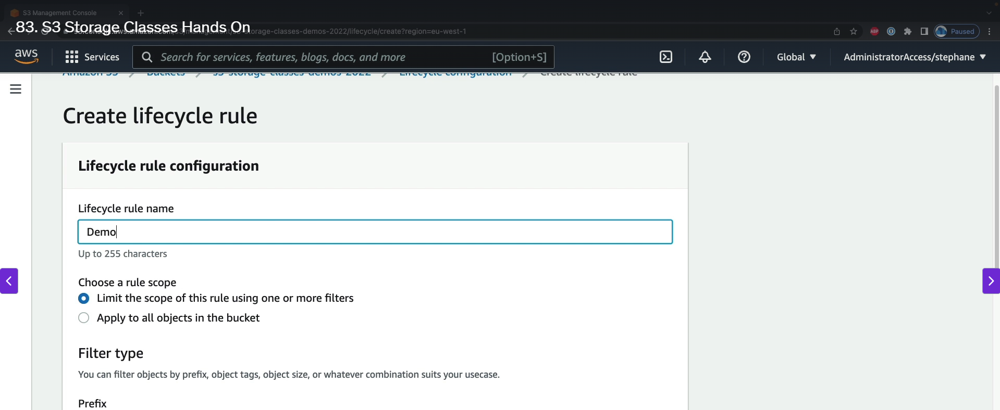 S3 Management Console
83. S3 Storage Classes Hands On
storage-classes-demos-2022/lifecycle/create?region=eu-west-1
ABP
Paused
aws
Services
Search for services, features, blogs, docs, and more
[Option+S]
Global
AdministratorAccess/stephane
Amazon S3
Buckets
s3-storage-classes-demos-2022
Lifecycle configuration
Create lifecycle rule
Create lifecycle rule
Lifecycle rule configuration
Lifecycle rule name
Demo
Up to 255 characters
Choose a rule scope
Limit the scope of this rule using one or more filters
Apply to all objects in the bucket
Filter type
You can filter objects by prefix, object tags, object size, or whatever combination suits your usecase.
Prefix